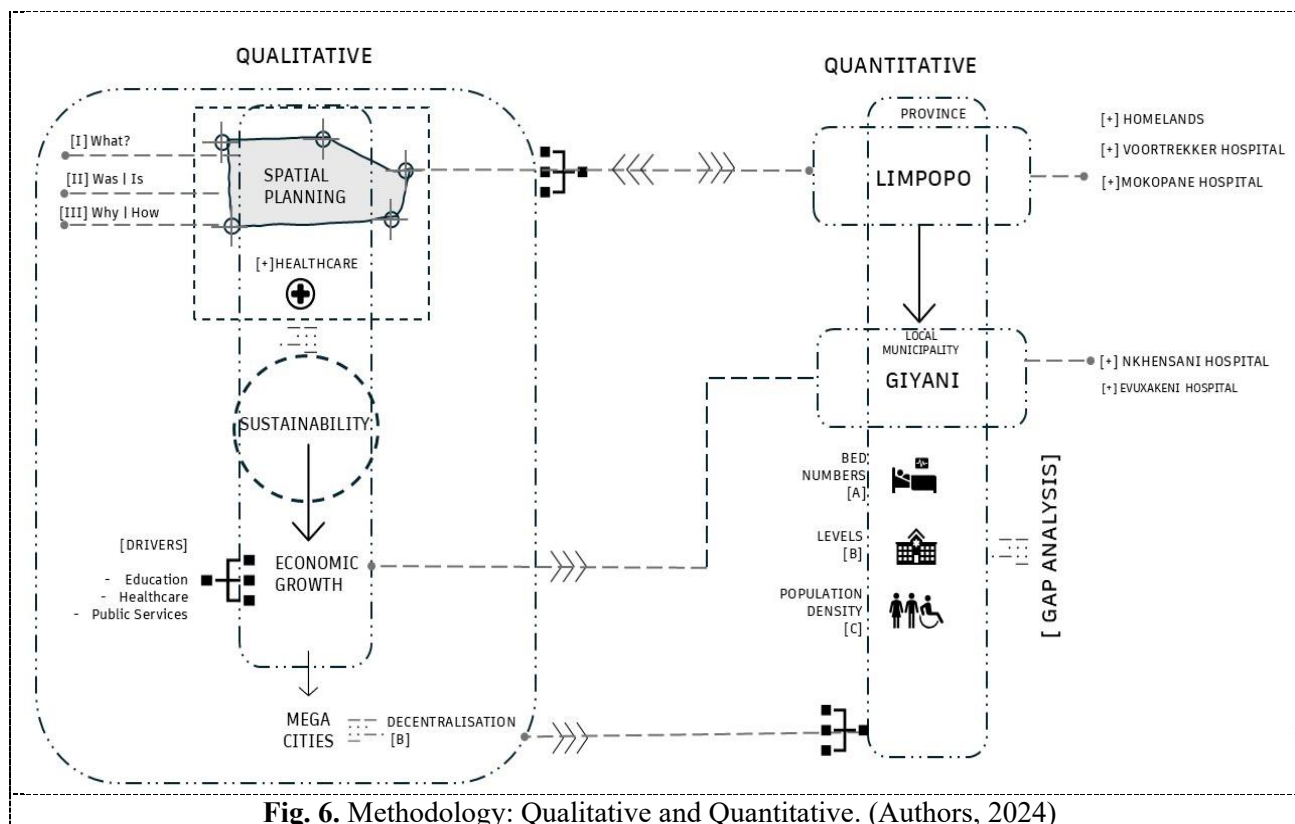 QUALITATIVE
[I] What?
[II] Was | Is
[III] Why | How
SPATIAL
PLANNING
[+]HEALTHCARE
SUSTAINABILITY
[DRIVERS]
- Education
- Healthcare
- Public Services
ECONOMIC
GROWTH
MEGA
CITIES
DECENTRALISATION
[B]
QUANTITATIVE
PROVINCE
LIMPOPO
[+] HOMELANDS
[+] VOORTREKKER HOSPITAL
[+]MOKOPANE HOSPITAL
LOCAL
MUNICIPALITY
GIYANI
[+] NKHENSANI HOSPITAL
[+] EVUXAKENI HOSPITAL
BED
NUMBERS
[A]
LEVELS
[B]
POPULATION
DENSITY
[C]
[ GAP ANALYSIS]
Fig. 6. Methodology: Qualitative and Quantitative. (Authors, 2024)